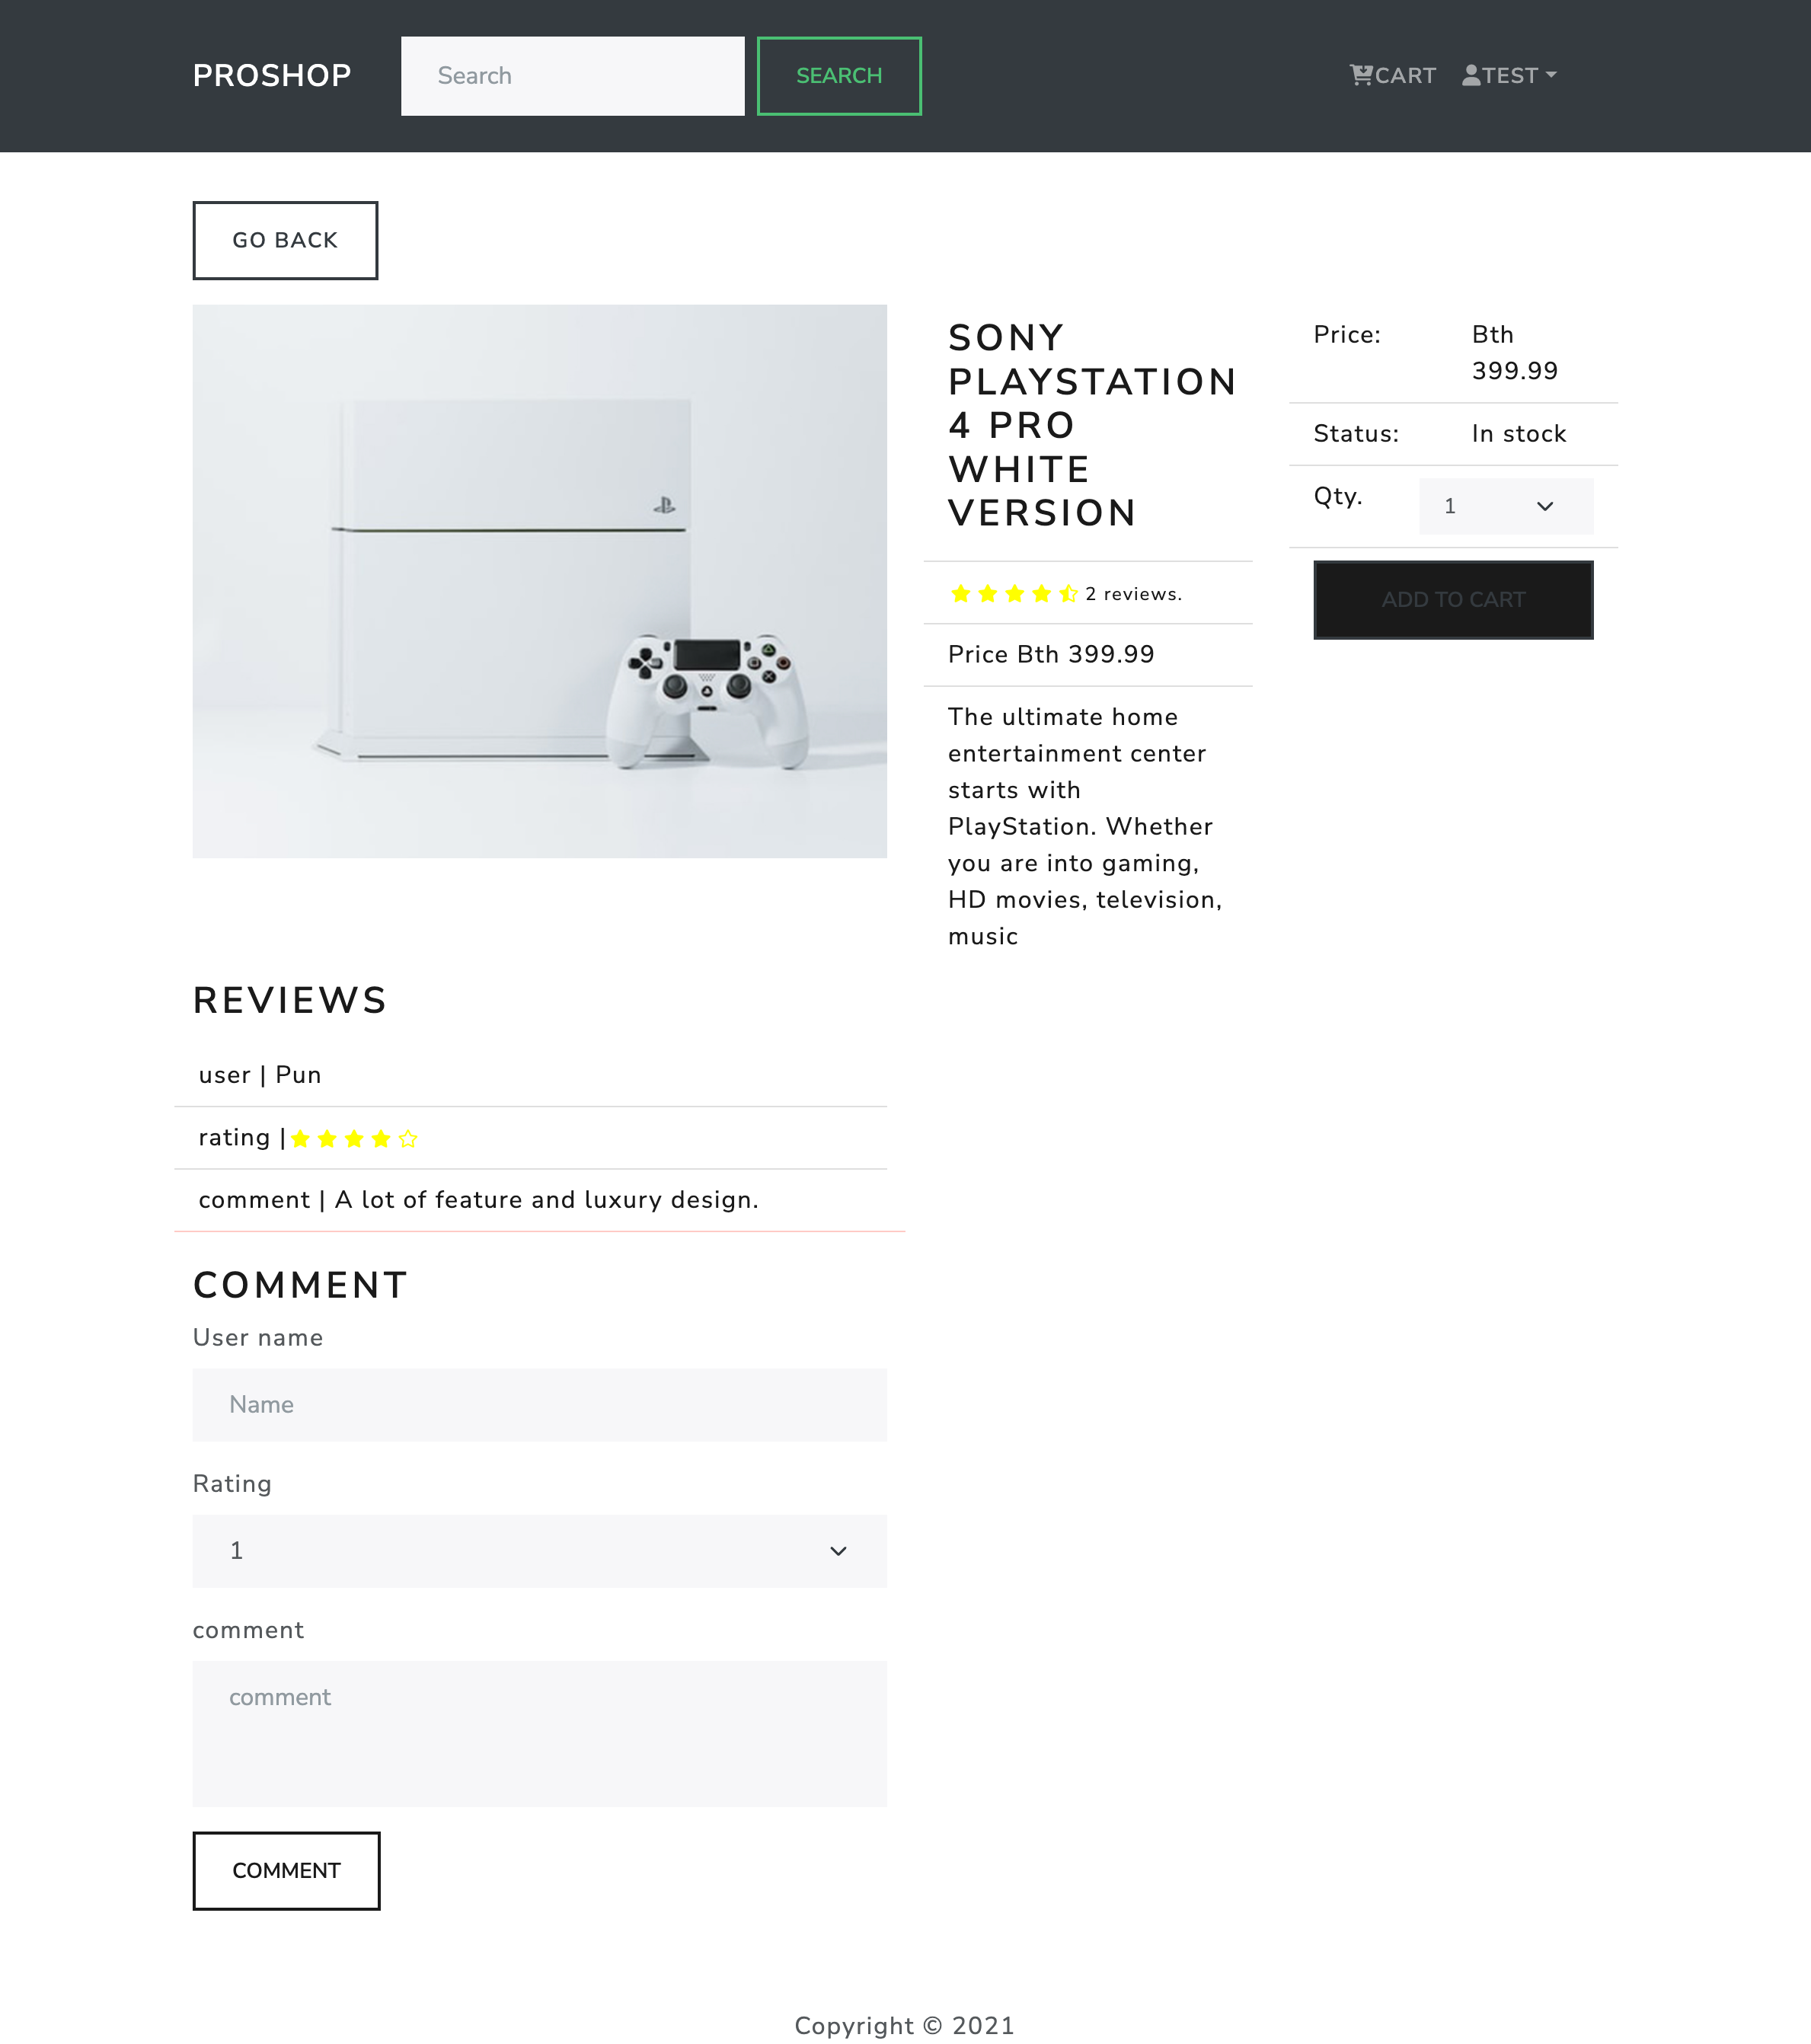 PROSHOP
Search
SEARCH
CART
TEST
GO BACK
SONY
PLAYSTATION
4 PRO
WHITE
VERSION
2 reviews.
Price Bth 399.99
The ultimate home
entertainment center
starts with
PlayStation. Whether
you are into gaming,
HD movies, television,
music
Price:
Bth
399.99
Status:
In stock
Qty.
1
ADD TO CART
REVIEWS
user | Pun
rating |
comment | A lot of feature and luxury design.
COMMENT
User name
Name
Rating
1
comment
comment
COMMENT
Copyright © 2021